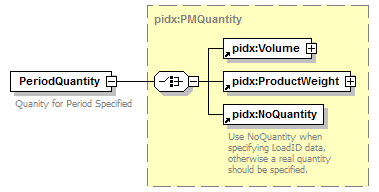 pidx:PMQuantity
pidx:Volume
PeriodQuantity
pidx:ProductWeight
Quanity for Period Specified
pidx:NoQuantity
Use NoQuantity when
specifying LoadID data,
otherwise a real quantity
should be specified.